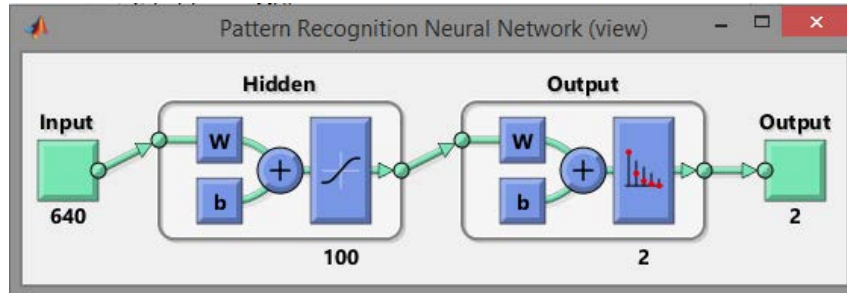 Pattern Recognition Neural Network (view)
Hidden
Output
Input
W
b
W
b
Output
640
100
2
2